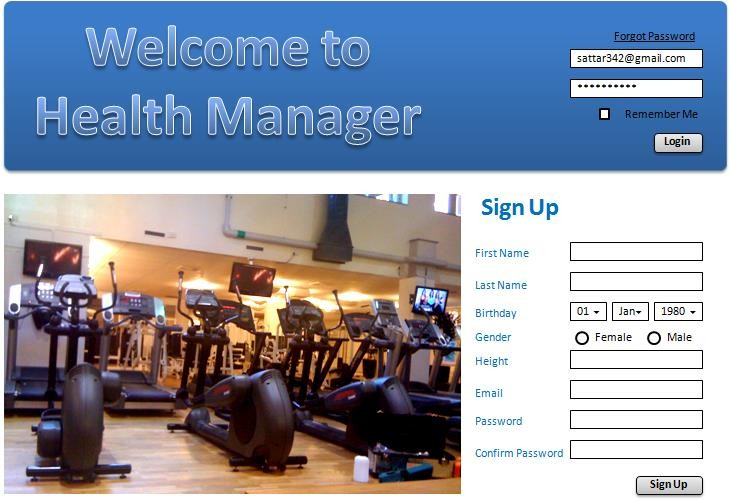 Welcome to
Health Manager
Forgot Password
sattar342@gmail.com
**********
Remember Me
Login
Sign Up
First Name
Last Name
Birthday 01 Jan 1980
Gender Female Male
Height
Email
Password
Confirm Password
Sign Up